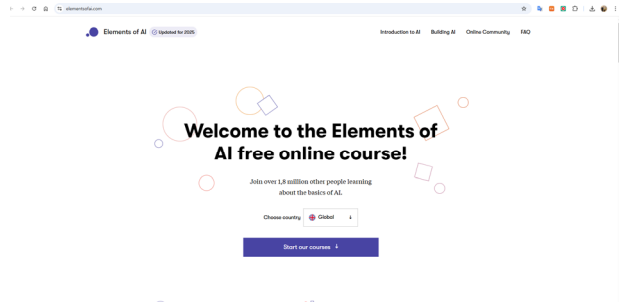 elementsofai.com
Elements of AI
Updated for 2025
Introduction to AI
Building AI
Online Community
FAQ
Welcome to the Elements of
AI free online course!
Join over 1,8 million other people learning
about the basics of AI.
Choose country
Global
Start our courses